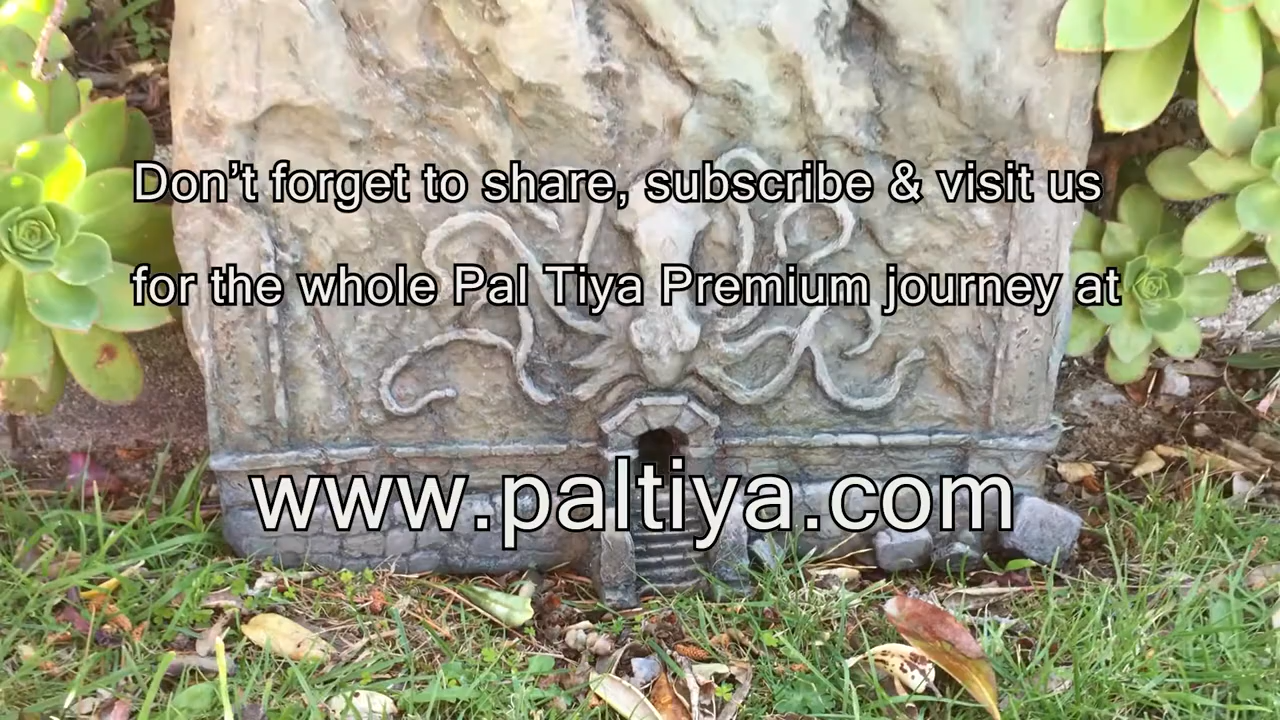 Don’t forget to share, subscribe & visit us
for the whole Pal Tiya Premium journey at
www.paltiya.com